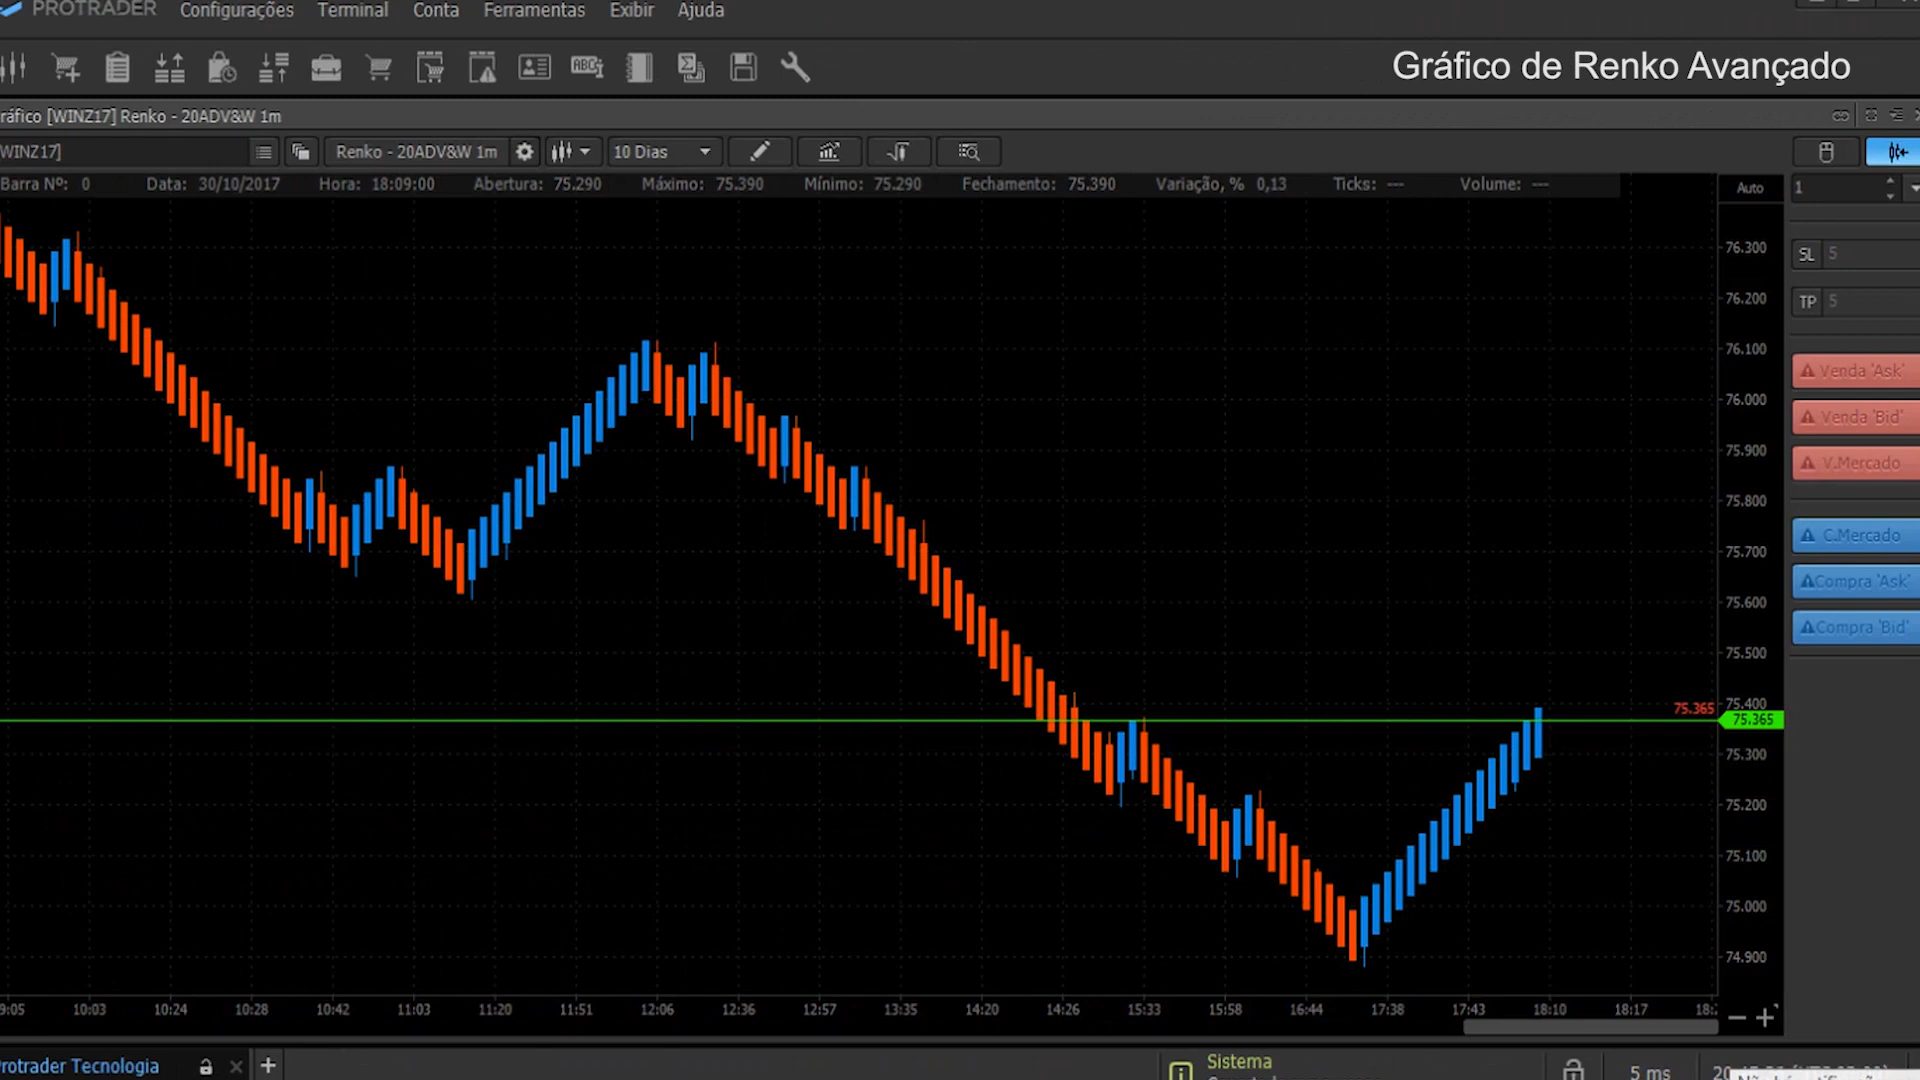 PROTRADER Configurações Terminal Conta Ferramentas Exibir Ajuda
ABC
Gráfico de Renko Avançado
ráfico [WINZ17] Renko - 20ADV&W 1m
WINZ17] Renko - 20ADV&W 1m 10 Dias
Barra Nº: 0 Data: 30/10/2017 Hora: 18:09:00 Abertura: 75.290 Máximo: 75.390 Mínimo: 75.290 Fechamento: 75.390 Variação, % 0,13 Ticks: --- Volume: ---
Auto
1
76.300
SL 5
76.200
TP 5
76.100
Venda 'Ask'
76.000
Venda 'Bid'
75.900
V.Mercado
75.800
C.Mercado
75.700
Compra 'Ask'
75.600
Compra 'Bid'
75.500
75.400
75.365
75.365
75.300
75.200
75.100
75.000
74.900
9:05 10:03 10:24 10:28 10:42 11:03 11:20 11:51 12:06 12:36 12:57 13:35 14:20 14:26 15:33 15:58 16:44 17:38 17:43 18:10 18:17 18:
rotrader Tecnologia
Sistema
5 ms